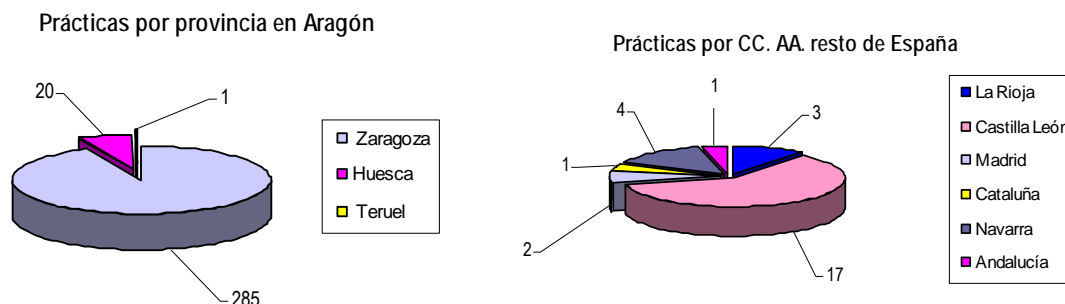 Prácticas por provincia en Aragón
20
1
285
Zaragoza
Huesca
Teruel
Prácticas por CC. AA. resto de España
1
4
3
1
2
17
La Rioja
Castilla León
Madrid
Cataluña
Navarra
Andalucía